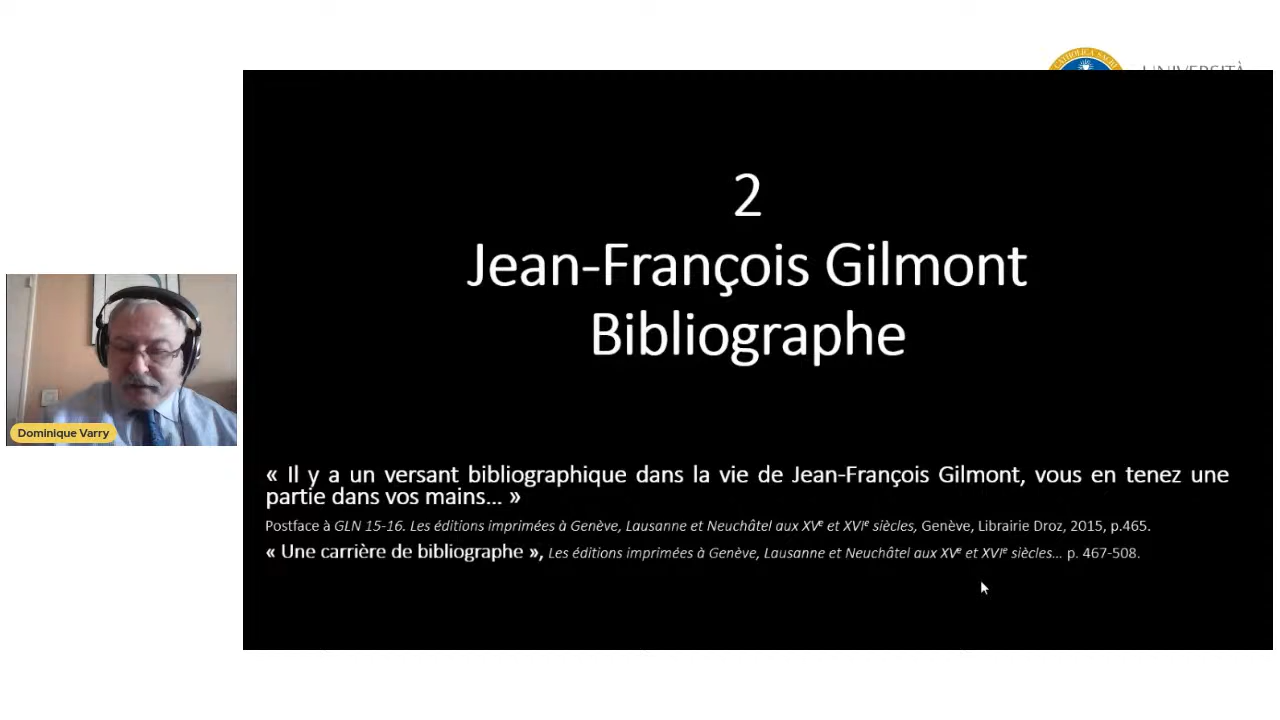 CATHOLICA SACRI
UNIVERSITÀ
2
Jean-François Gilmont
Bibliographe
Dominique Varry
« Il y a un versant bibliographique dans la vie de Jean-François Gilmont, vous en tenez une
partie dans vos mains... »
Postface à GLN 15-16. Les éditions imprimées à Genève, Lausanne et Neuchâtel aux XVe et XVIe siècles, Genève, Librairie Droz, 2015, p.465.
« Une carrière de bibliographe », Les éditions imprimées à Genève, Lausanne et Neuchâtel aux XVe et XVIe siècles... p. 467-508.